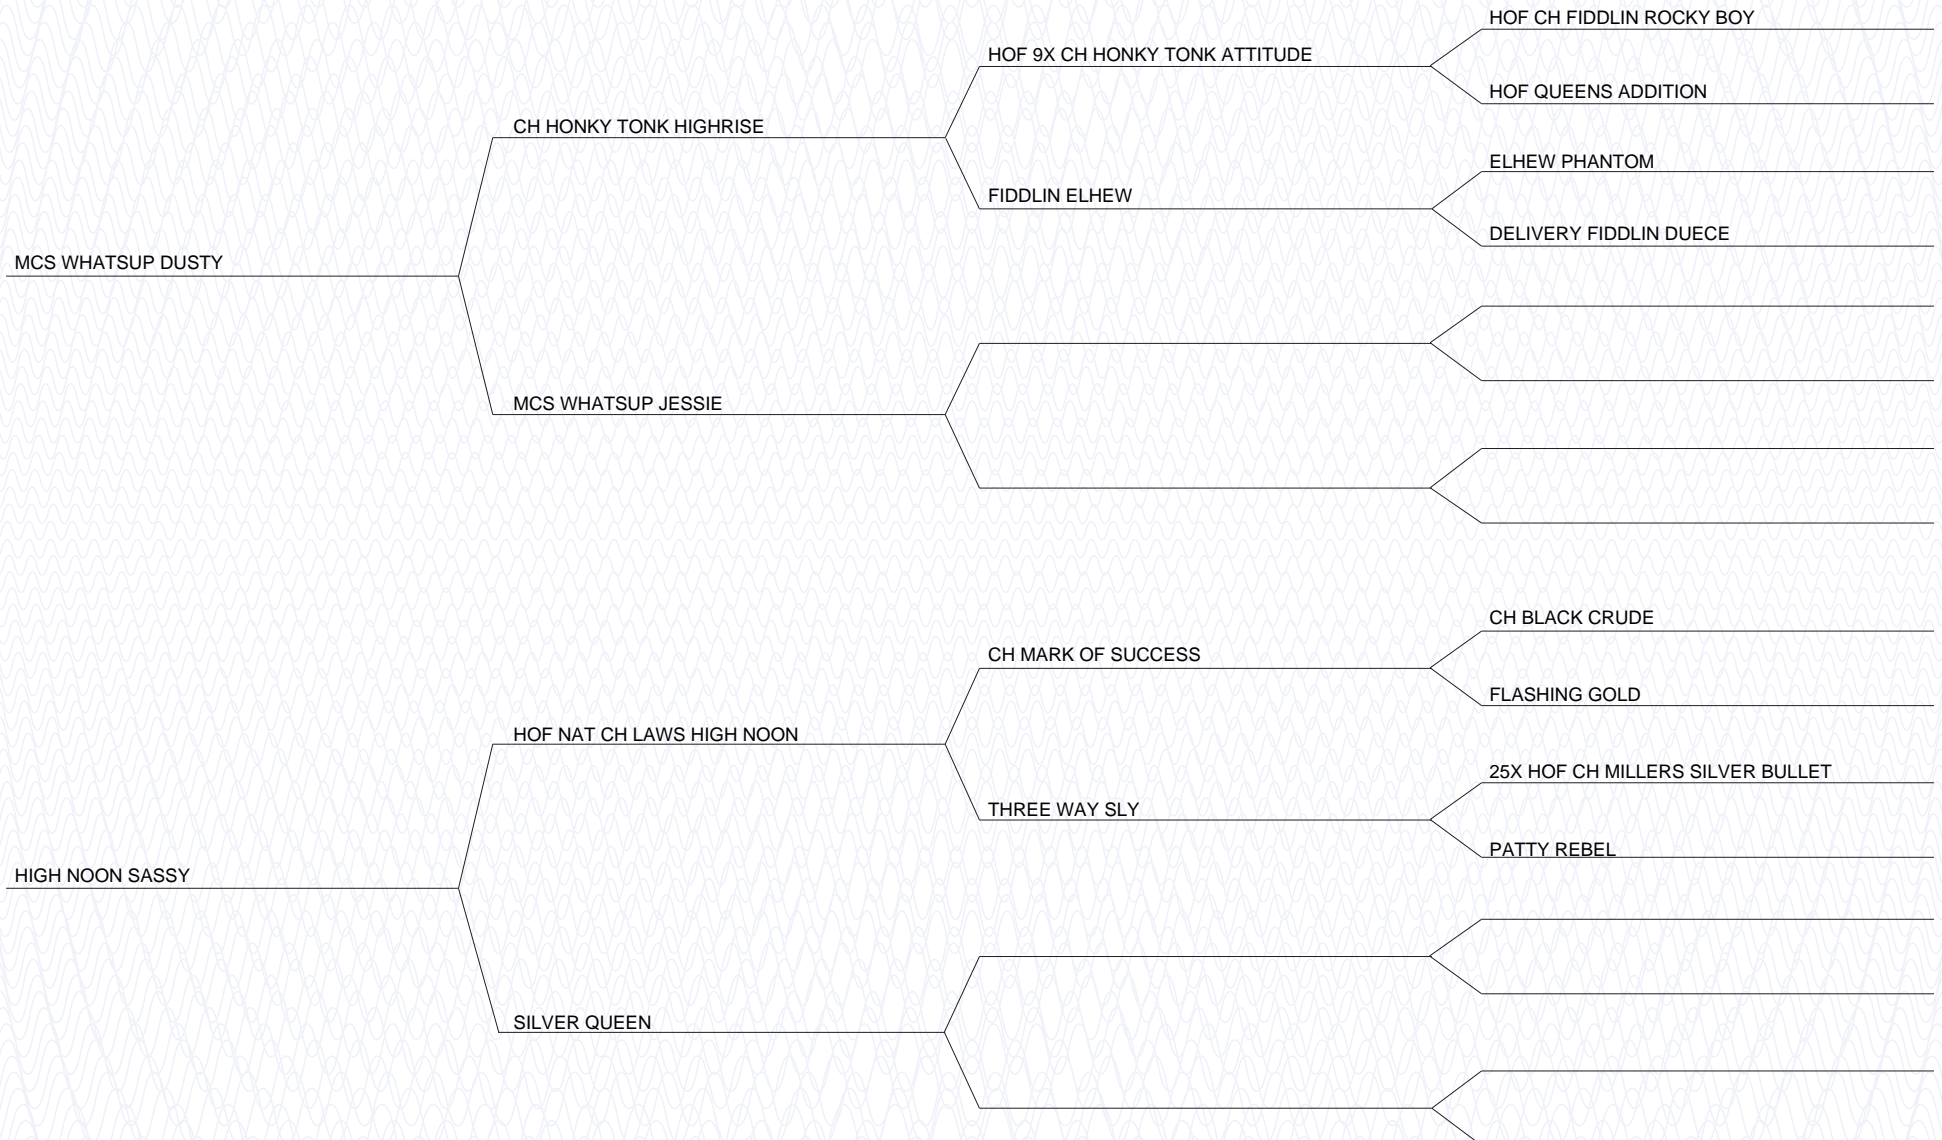 HOF CH FIDDLIN ROCKY BOY
HOF 9X CH HONKY TONK ATTITUDE
HOF QUEENS ADDITION
CH HONKY TONK HIGHRISE
ELHEW PHANTOM
FIDDLIN ELHEW
DELIVERY FIDDLIN DUECE
MCS WHATSUP DUSTY
MCS WHATSUP JESSIE
CH BLACK CRUDE
CH MARK OF SUCCESS
FLASHING GOLD
HOF NAT CH LAWS HIGH NOON
25X HOF CH MILLERS SILVER BULLET
THREE WAY SLY
PATTY REBEL
HIGH NOON SASSY
SILVER QUEEN